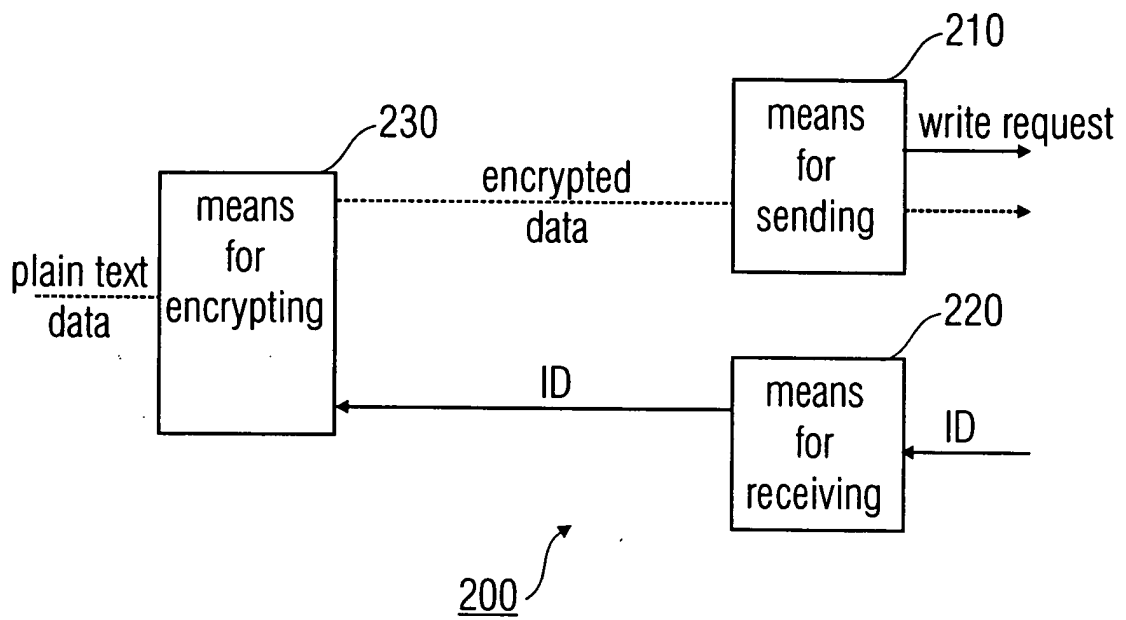 210
means
for
sending
write request
230
means
for
encrypting
encrypted
data
plain text
data
220
means
for
receiving
ID
ID
200